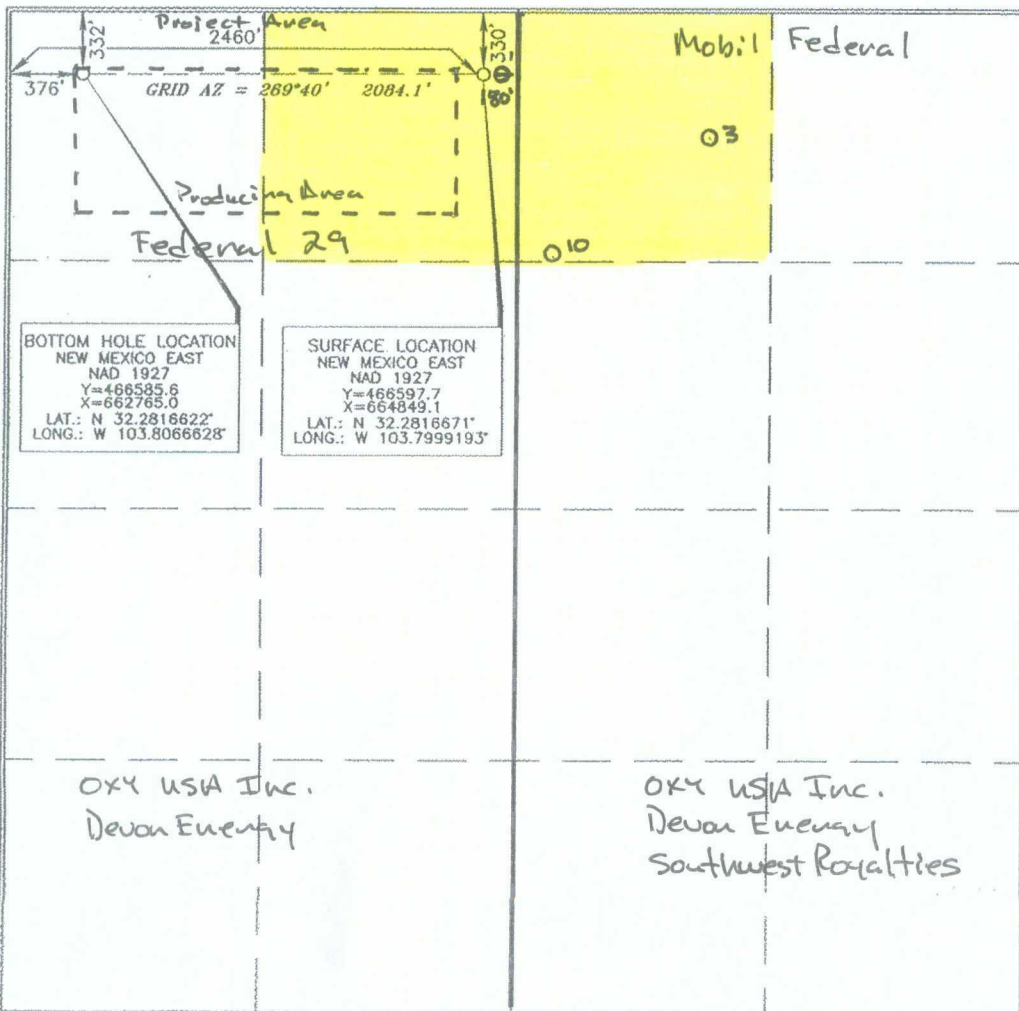 Project Area
2460'
332'
330'
Mobil Federal
376'
GRID AZ = 269°40' 2084.1'
180'
3
Producing Area
Federal 29
10
BOTTOM HOLE LOCATION
NEW MEXICO EAST
NAD 1927
Y=466585.6
X=662765.0
LAT.: N 32.2816622°
LONG.: W 103.8066628°
SURFACE LOCATION
NEW MEXICO EAST
NAD 1927
Y=466597.7
X=664849.1
LAT.: N 32.2816671°
LONG.: W 103.7999193°
OXY USA Inc.
Devon Energy
OXY USA Inc.
Devon Energy
Southwest Royalties